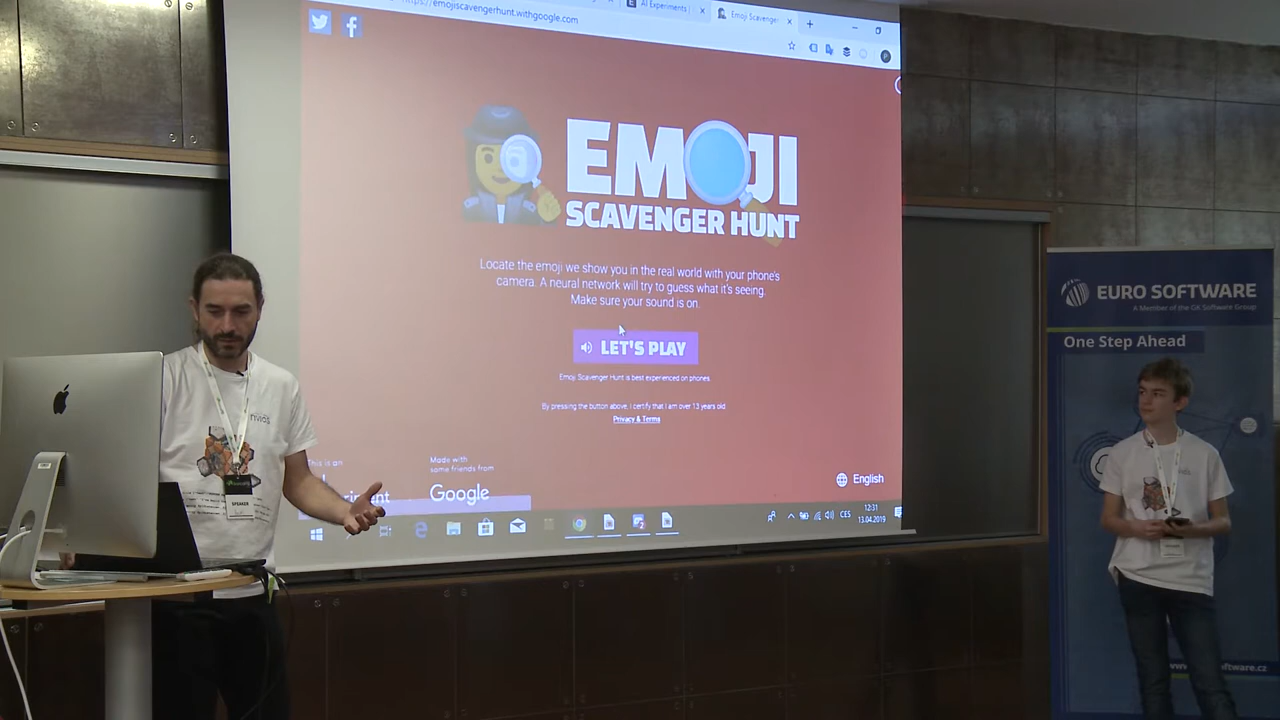 https://emojiscavengerhunt.withgoogle.com
AI Experiments
Emoji Scavenger
EMOJI
SCAVENGER HUNT
Locate the emoji we show you in the real world with your phone's
camera. A neural network will try to guess what it's seeing.
Make sure your sound is on.
LET'S PLAY
Emoji Scavenger Hunt is best experienced on phones.
By pressing the button above, I certify that I am over 13 years old
Privacy & Terms
This is an
Made with
some friends from
Google
English
CES
12:31
13.04.2019
EURO SOFTWARE
A Member of the GK Software Group
One Step Ahead
SPEAKER